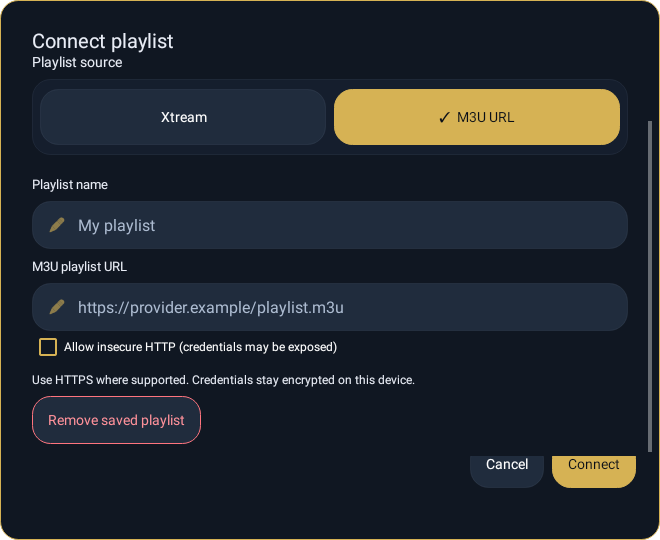 Connect playlist
Playlist source
Xtream
✓ M3U URL
Playlist name
My playlist
M3U playlist URL
https://provider.example/playlist.m3u
Allow insecure HTTP (credentials may be exposed)
Use HTTPS where supported. Credentials stay encrypted on this device.
Remove saved playlist
Cancel
Connect